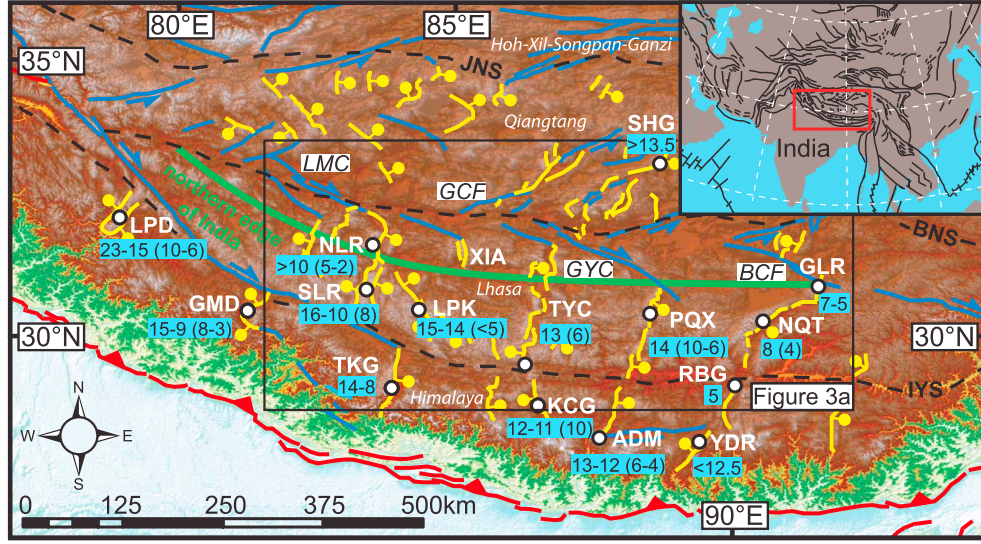 80°E
85°E
35°N
Hoh-Xil-Songpan-Ganzi
JNS
Qiangtang
SHG
>13.5
India
LMC
GCF
northern edge
of India
LPD
23-15 (10-6)
NLR
>10 (5-2)
XIA
GYC
BCF
BNS
GLR
7-5
Lhasa
SLR
16-10 (8)
GMD
15-9 (8-3)
LPK
15-14 (<5)
TYC
13 (6)
PQX
14 (10-6)
NQT
8 (4)
30°N
30°N
TKG
14-8
RBG
5
IYS
Himalaya
Figure 3a
KCG
12-11 (10)
ADM
13-12 (6-4)
YDR
<12.5
N
W
E
S
0
125
250
375
500km
90°E